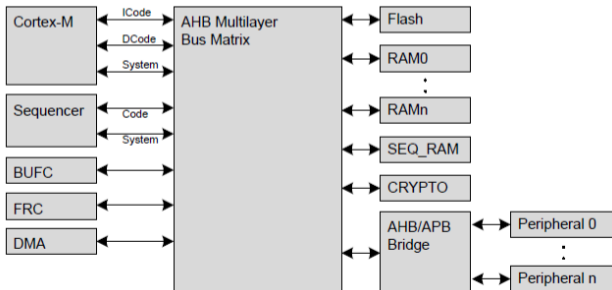 Cortex-M
ICode
DCode
System
Sequencer
Code
System
BUFC
FRC
DMA
AHB Multilayer
Bus Matrix
Flash
RAM0
RAMn
SEQ_RAM
CRYPTO
AHB/APB
Bridge
Peripheral 0
Peripheral n